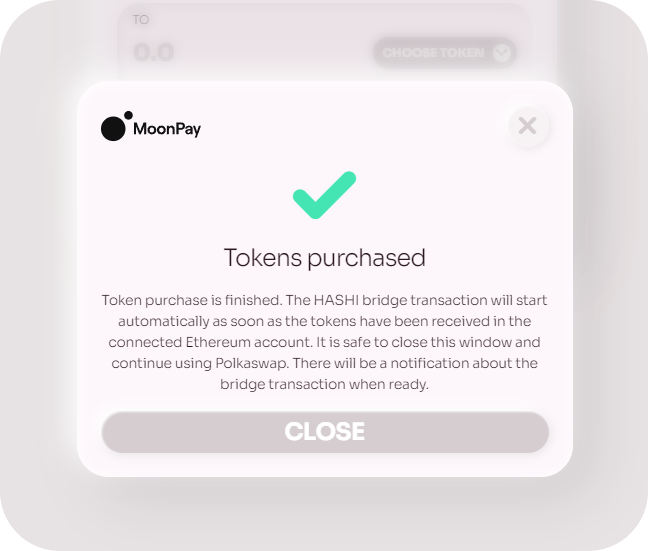 TO
0.0
CHOOSE TOKEN
MoonPay
Tokens purchased
Token purchase is finished. The HASHI bridge transaction will start
automatically as soon as the tokens have been received in the
connected Ethereum account. It is safe to close this window and
continue using Polkaswap. There will be a notification about the
bridge transaction when ready.
CLOSE